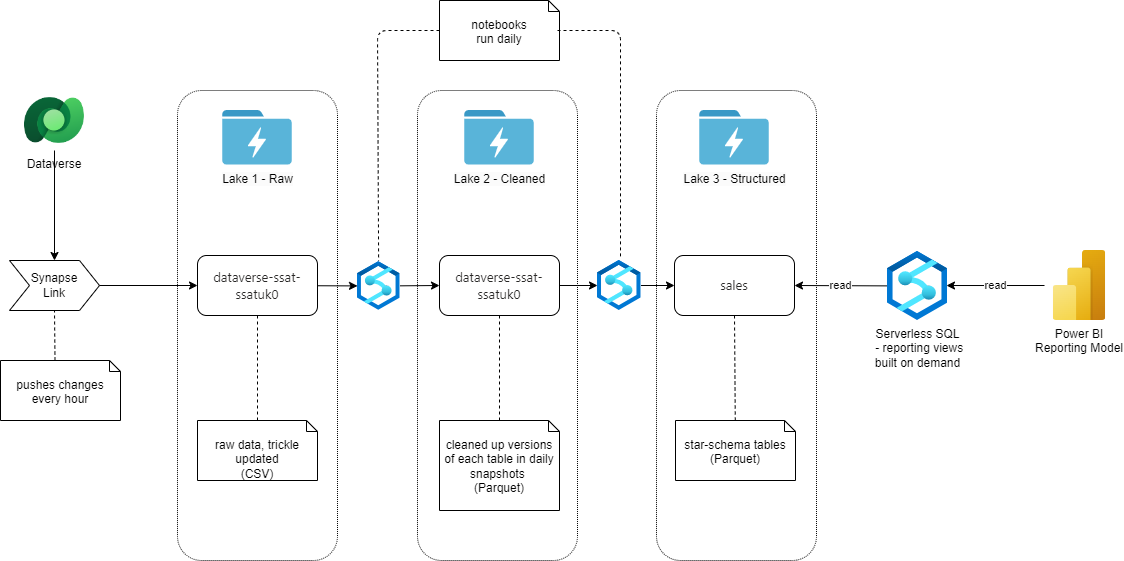 notebooks
run daily
Dataverse
Lake 1 - Raw
Lake 2 - Cleaned
Lake 3 - Structured
Synapse
Link
dataverse-ssat-
ssatuk0
dataverse-ssat-
ssatuk0
sales
read
read
Serverless SQL
- reporting views
built on demand
Power BI
Reporting Model
pushes changes
every hour
raw data, trickle
updated
(CSV)
cleaned up versions
of each table in daily
snapshots
(Parquet)
star-schema tables
(Parquet)